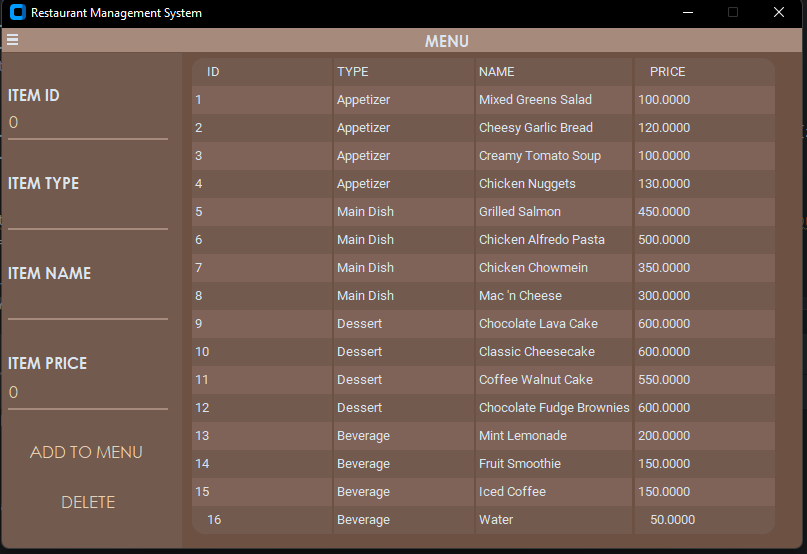 Restaurant Management System
MENU
ITEM ID
0
ITEM TYPE
ITEM NAME
ITEM PRICE
0
ADD TO MENU
DELETE
ID TYPE NAME PRICE
1 Appetizer Mixed Greens Salad 100.0000
2 Appetizer Cheesy Garlic Bread 120.0000
3 Appetizer Creamy Tomato Soup 100.0000
4 Appetizer Chicken Nuggets 130.0000
5 Main Dish Grilled Salmon 450.0000
6 Main Dish Chicken Alfredo Pasta 500.0000
7 Main Dish Chicken Chowmein 350.0000
8 Main Dish Mac 'n Cheese 300.0000
9 Dessert Chocolate Lava Cake 600.0000
10 Dessert Classic Cheesecake 600.0000
11 Dessert Coffee Walnut Cake 550.0000
12 Dessert Chocolate Fudge Brownies 600.0000
13 Beverage Mint Lemonade 200.0000
14 Beverage Fruit Smoothie 150.0000
15 Beverage Iced Coffee 150.0000
16 Beverage Water 50.0000